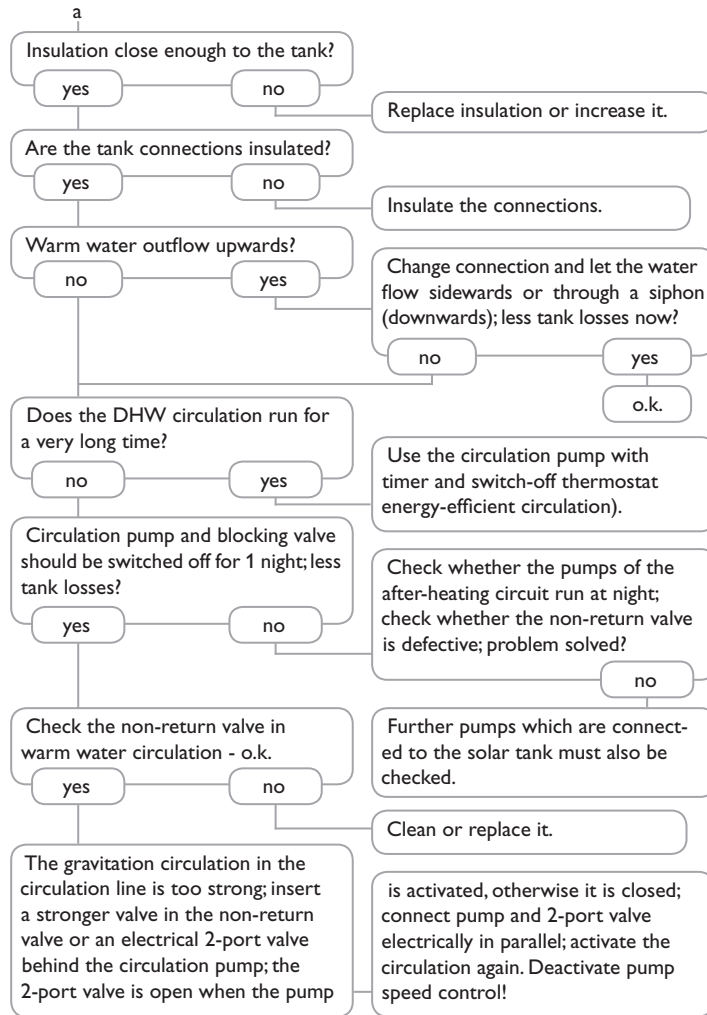 a
Insulation close enough to the tank?
yes
no
Replace insulation or increase it.
Are the tank connections insulated?
yes
no
Insulate the connections.
Warm water outflow upwards?
no
yes
Change connection and let the water
flow sidewards or through a siphon
(downwards); less tank losses now?
no
yes
o.k.
Does the DHW circulation run for
a very long time?
no
yes
Use the circulation pump with
timer and switch-off thermostat
energy-efficient circulation).
Circulation pump and blocking valve
should be switched off for 1 night; less
tank losses?
yes
no
Check whether the pumps of the
after-heating circuit run at night;
check whether the non-return valve
is defective; problem solved?
no
Further pumps which are connect-
ed to the solar tank must also be
checked.
Check the non-return valve in
warm water circulation - o.k.
yes
no
Clean or replace it.
The gravitation circulation in the
circulation line is too strong; insert
a stronger valve in the non-return
valve or an electrical 2-port valve
behind the circulation pump; the
2-port valve is open when the pump
is activated, otherwise it is closed;
connect pump and 2-port valve
electrically in parallel; activate the
circulation again. Deactivate pump
speed control!